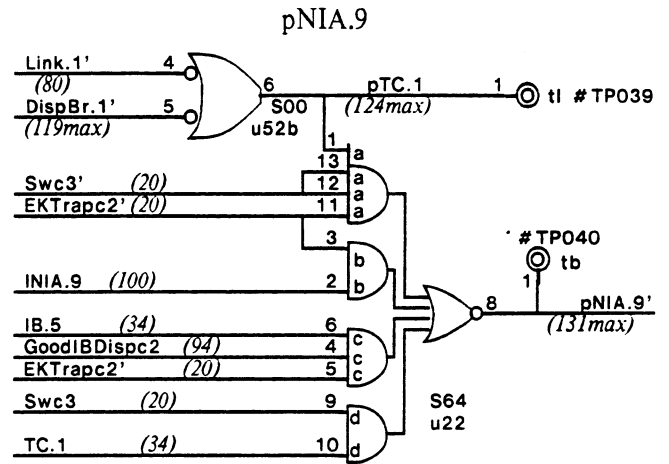 pNIA.9
Link.1' 4
(80)
DispBr.1' 5
(119max)
6
S00
u52b
pTC.1
(124max)
1
tl #TP039
1 a
13 a
Swc3' (20) 12 a
EKTrapc2' (20) 11 a
3 b
INIA.9 (100) 2 b
#TP040
tb
1
8 pNIA.9'
(131max)
IB.5 (34) 6 c
GoodIBDispc2 (94) 4 c
EKTrapc2' (20) 5 c
Swc3 (20) 9 d
TC.1 (34) 10 d
S64
u22